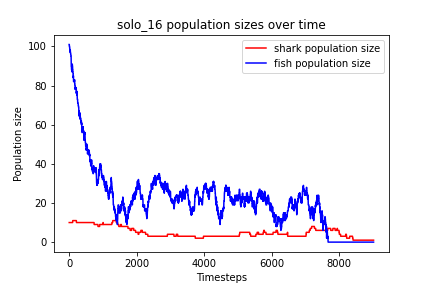 solo_16 population sizes over time
shark population size
fish population size
Population size
100
80
60
40
20
0
0
2000
4000
6000
8000
Timesteps